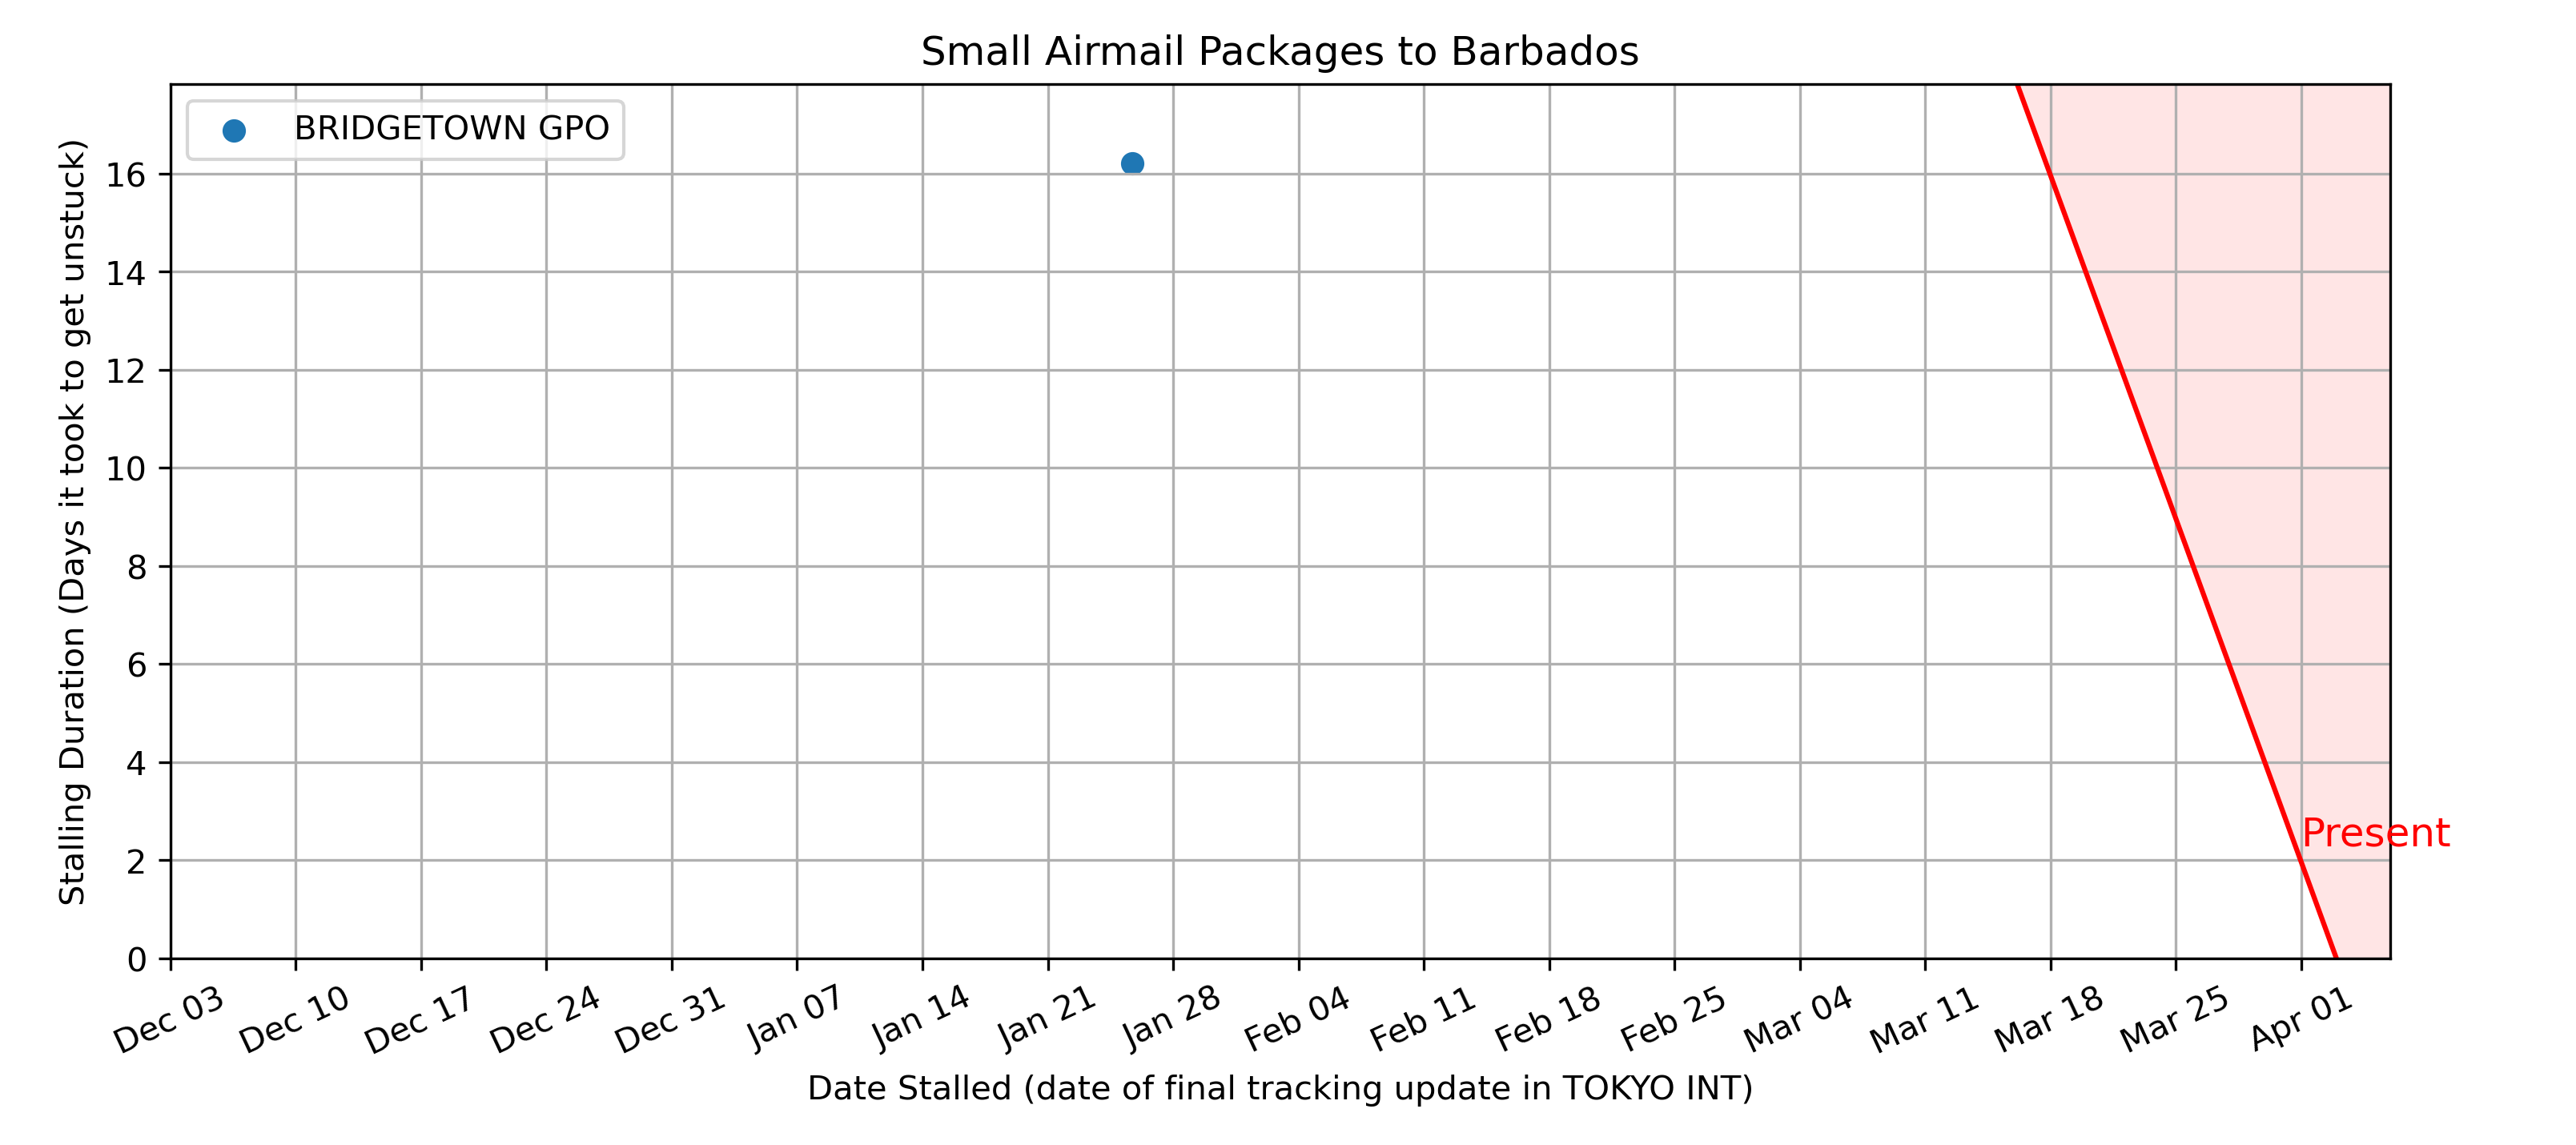 Small Airmail Packages to Barbados
BRIDGETOWN GPO
Stalling Duration (Days it took to get unstuck)
16
14
12
10
8
6
4
2
0
Present
Dec 03
Dec 10
Dec 17
Dec 24
Dec 31
Jan 07
Jan 14
Jan 21
Jan 28
Feb 04
Feb 11
Feb 18
Feb 25
Mar 04
Mar 11
Mar 18
Mar 25
Apr 01
Date Stalled (date of final tracking update in TOKYO INT)